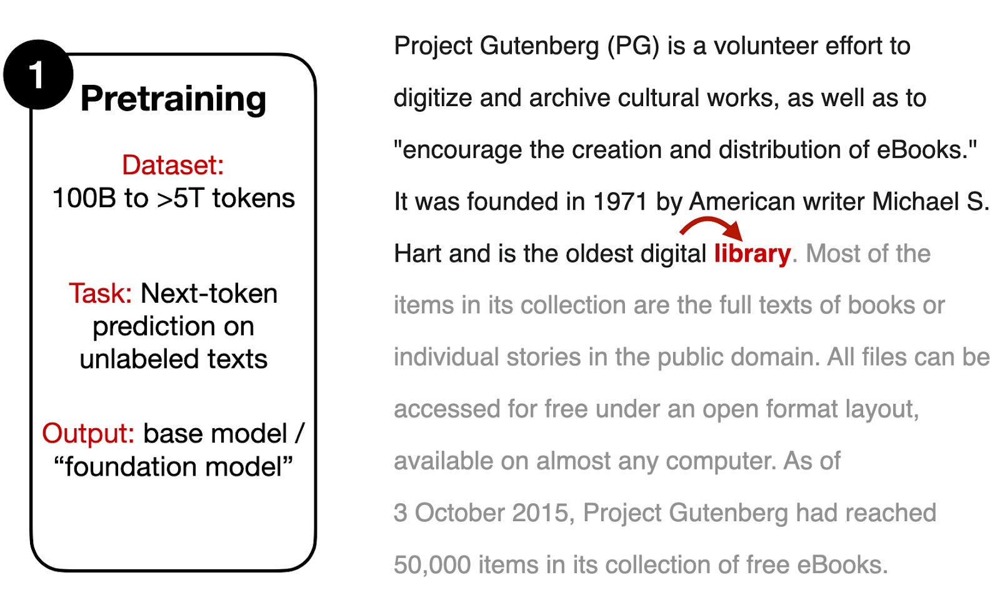 1
Pretraining
Dataset:
100B to >5T tokens
Task: Next-token
prediction on
unlabeled texts
Output: base model /
“foundation model”
Project Gutenberg (PG) is a volunteer effort to
digitize and archive cultural works, as well as to
"encourage the creation and distribution of eBooks."
It was founded in 1971 by American writer Michael S.
Hart and is the oldest digital library. Most of the
items in its collection are the full texts of books or
individual stories in the public domain. All files can be
accessed for free under an open format layout,
available on almost any computer. As of
3 October 2015, Project Gutenberg had reached
50,000 items in its collection of free eBooks.